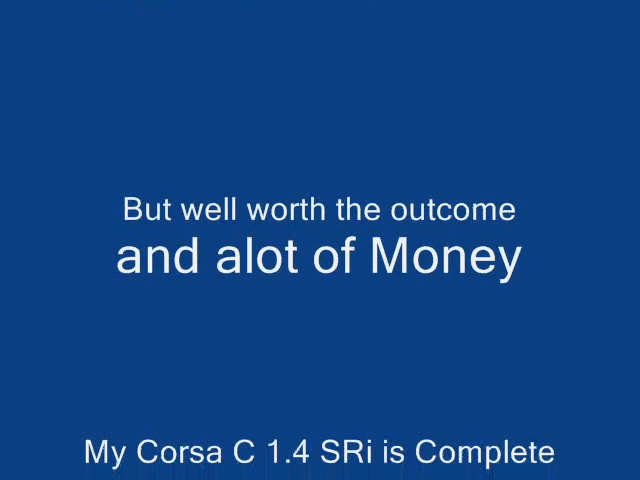 But well worth the outcome
and alot of Money
My Corsa C 1.4 SRi is Complete